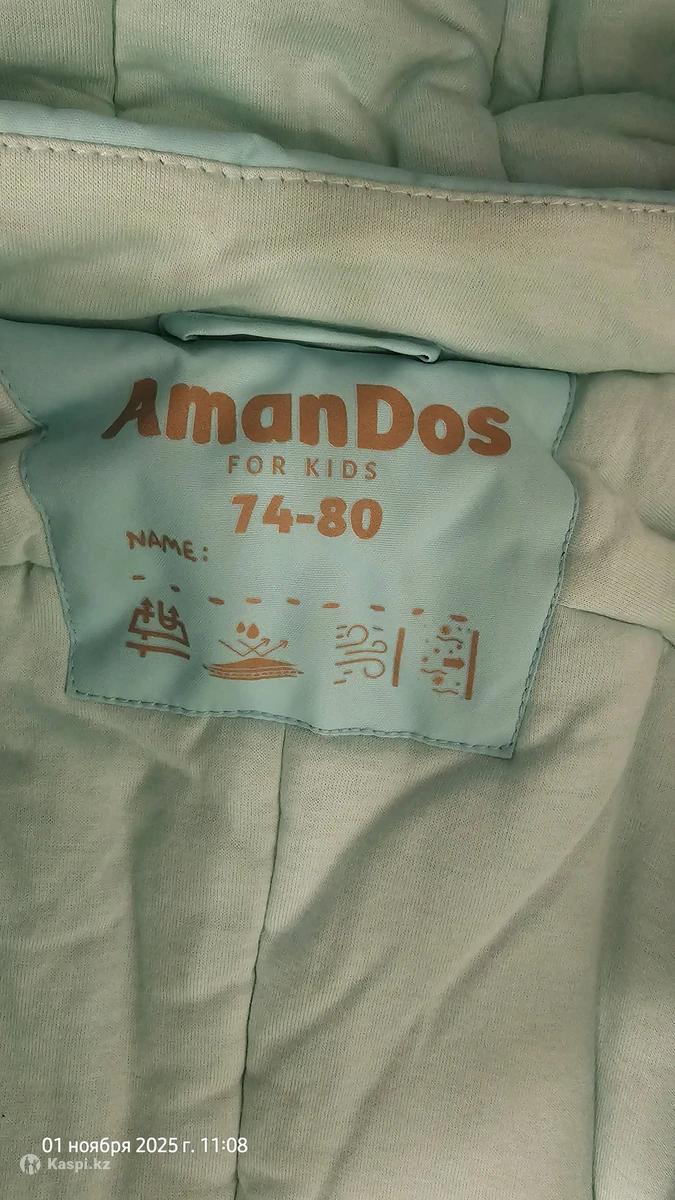 AmanDos
FOR KIDS
74-80
NAME:
01 ноября 2025 г. 11:08
Kaspi.kz